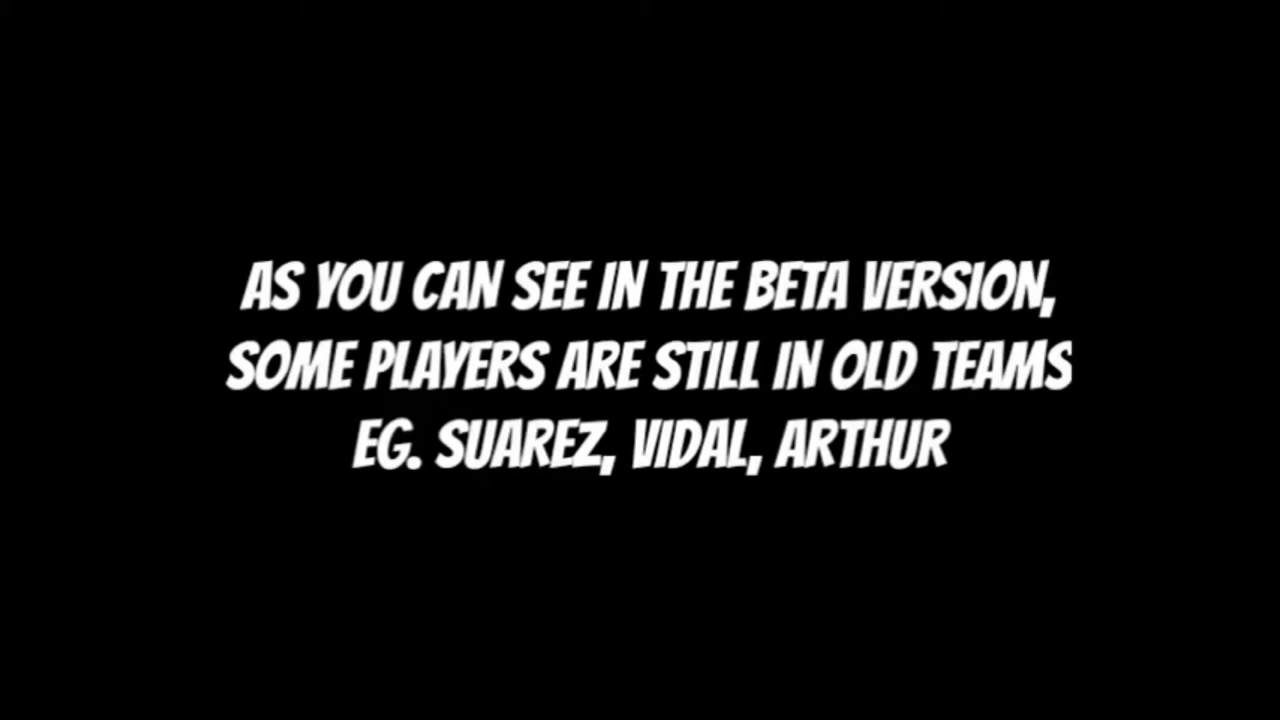 AS YOU CAN SEE IN THE BETA VERSION,
SOME PLAYERS ARE STILL IN OLD TEAMS
EG. SUAREZ, VIDAL, ARTHUR